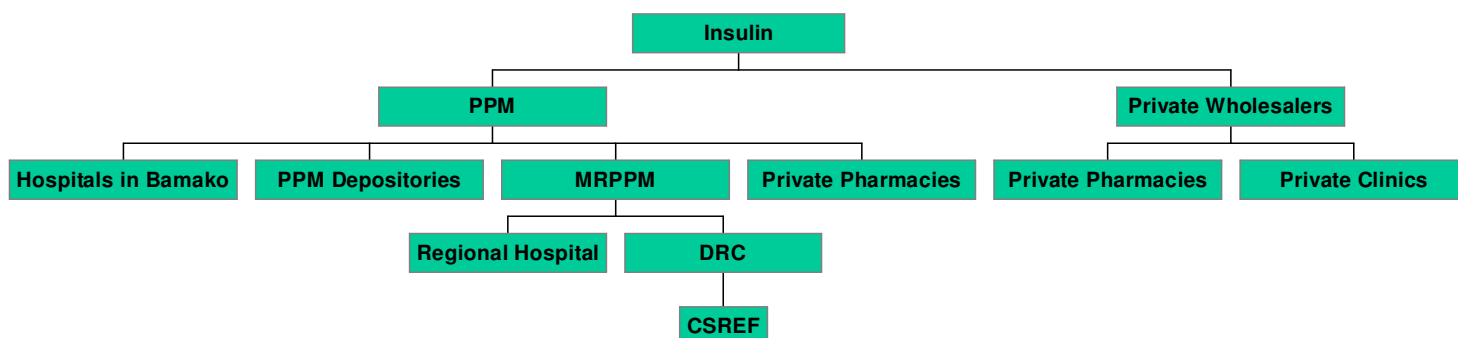 Insulin
PPM
Private Wholesalers
Hospitals in Bamako
PPM Depositories
MRPPM
Private Pharmacies
Private Pharmacies
Private Clinics
Regional Hospital
DRC
CSREF